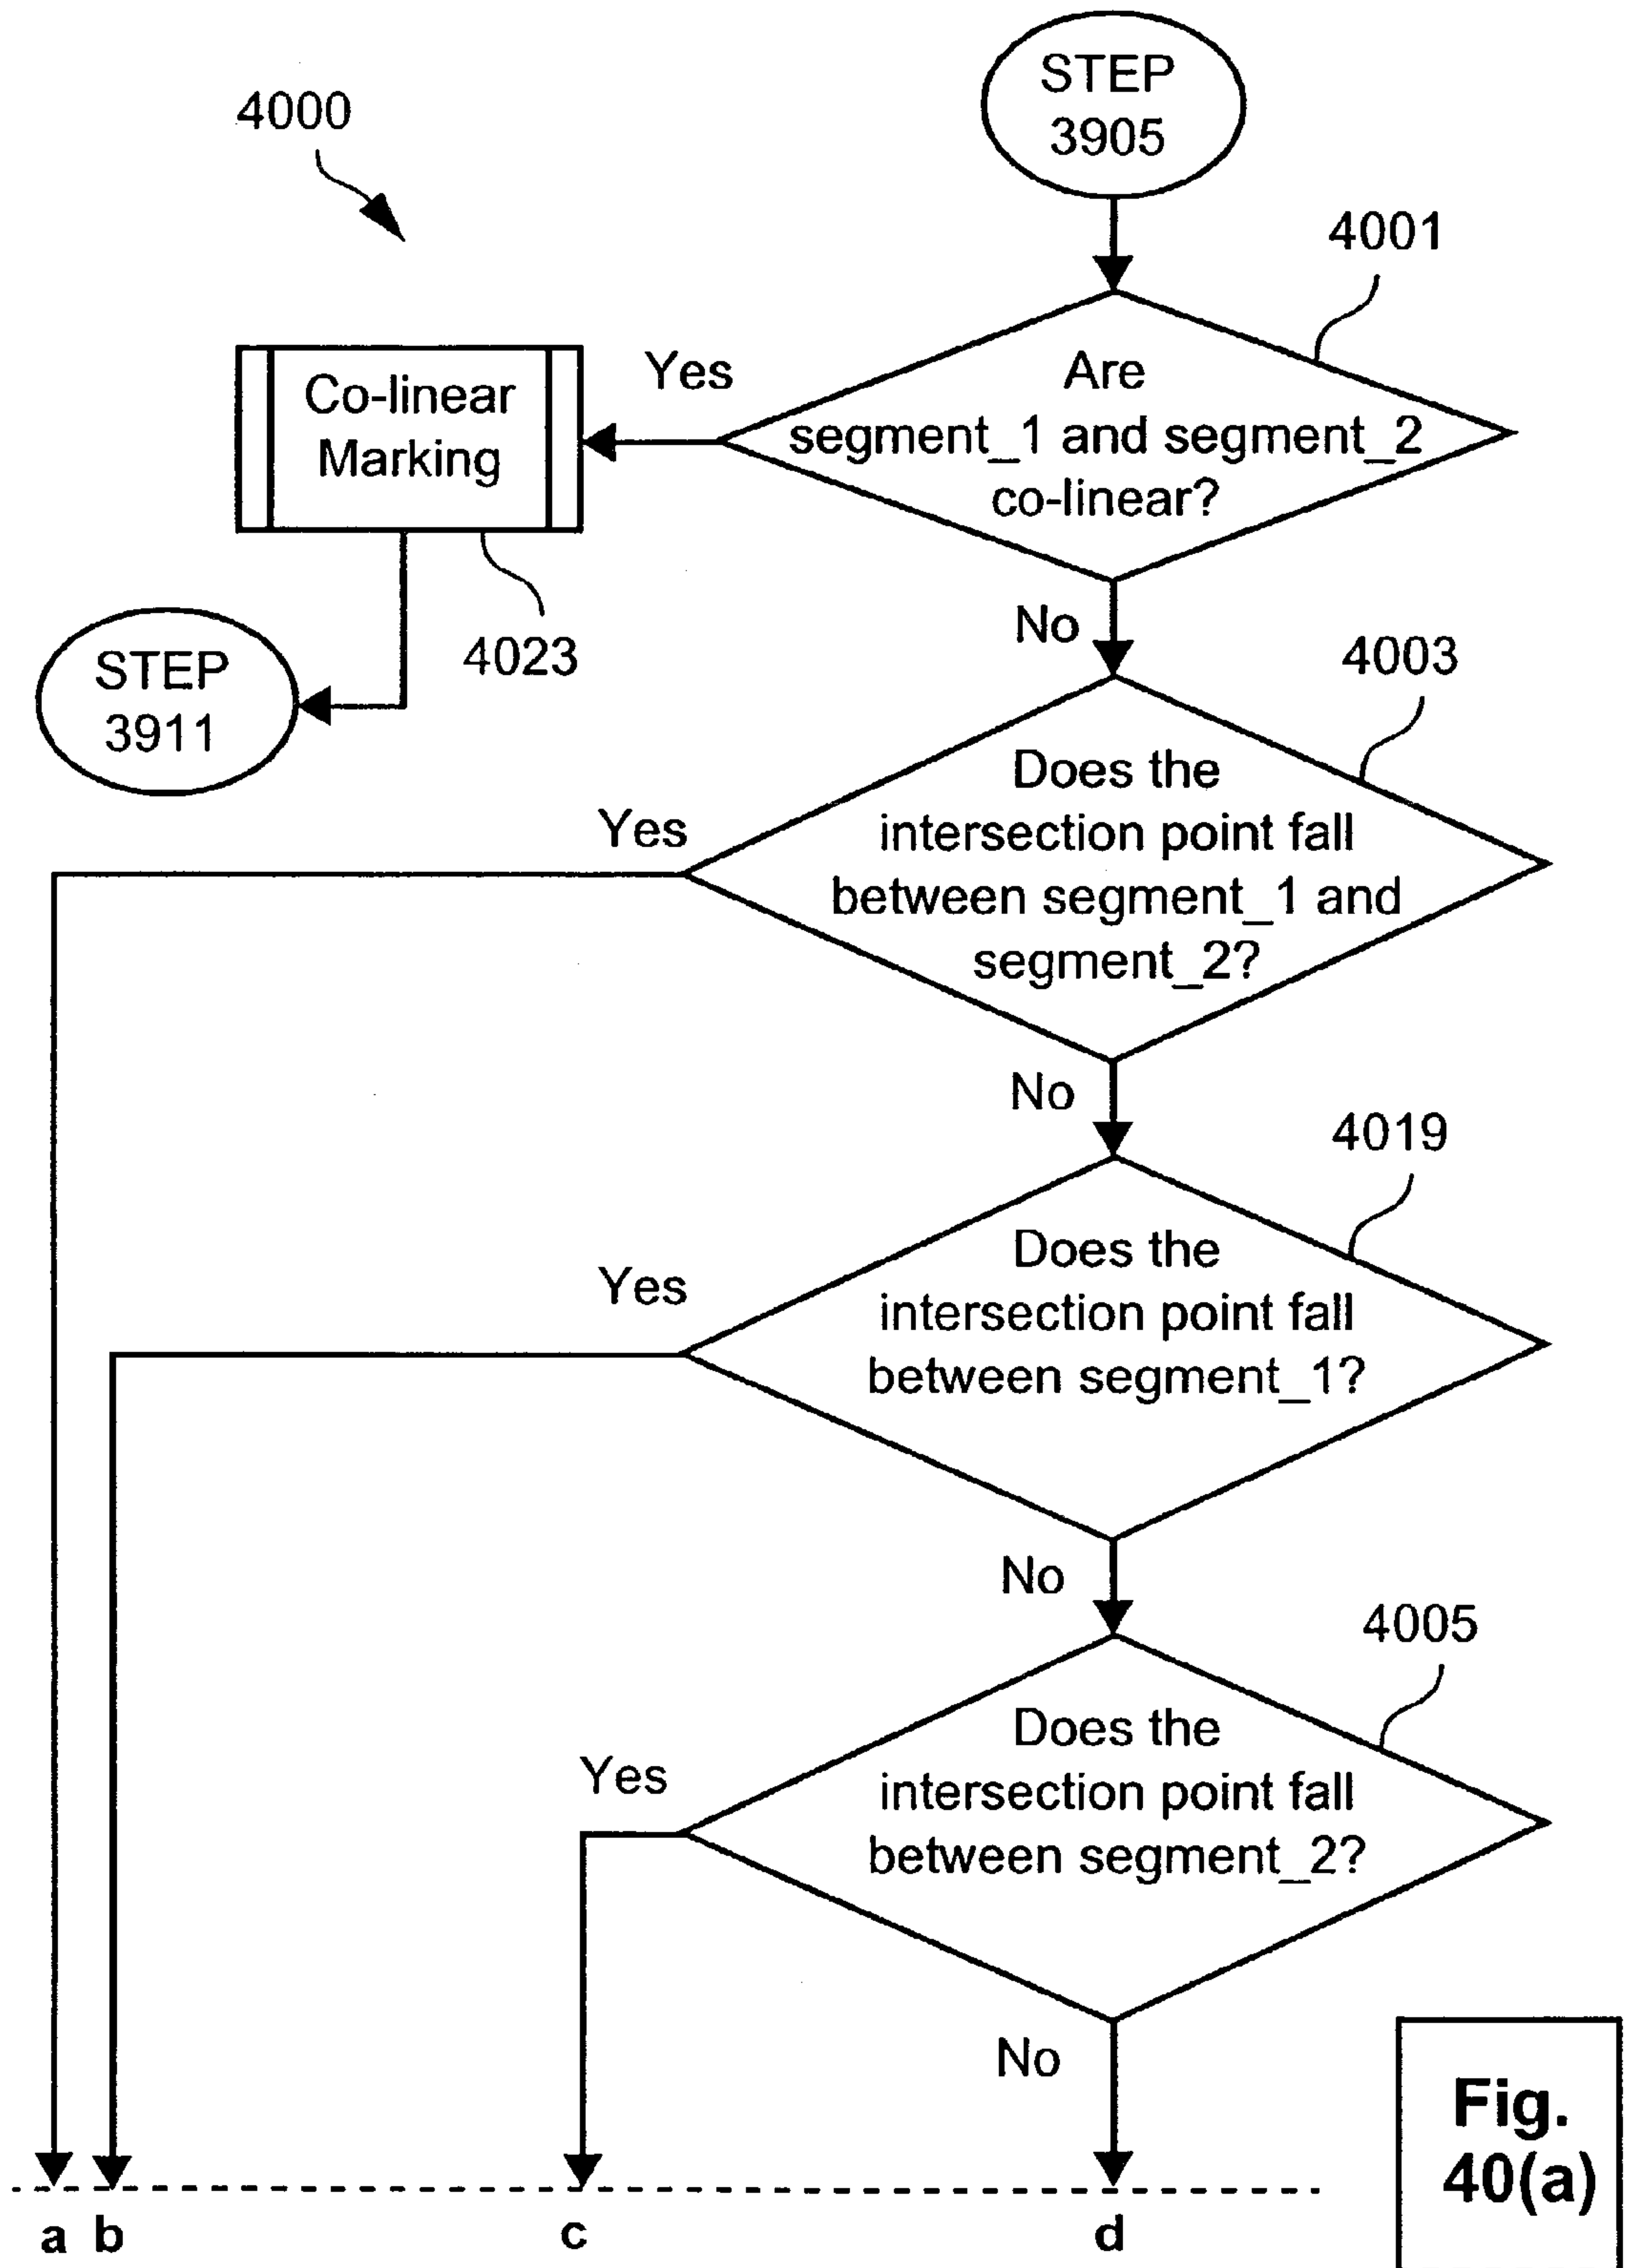 STEP
3905
4000
4001
Are
segment_1 and segment_2
co-linear?
Yes
Co-linear
Marking
4023
STEP
3911
No
4003
Does the
intersection point fall
between segment_1 and
segment_2?
Yes
No
4019
Does the
intersection point fall
between segment_1?
Yes
No
4005
Does the
intersection point fall
between segment_2?
Yes
No
a
b
c
d
Fig.
40(a)